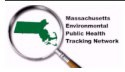 Massachusetts
Environmental
Public Health
Tracking Network